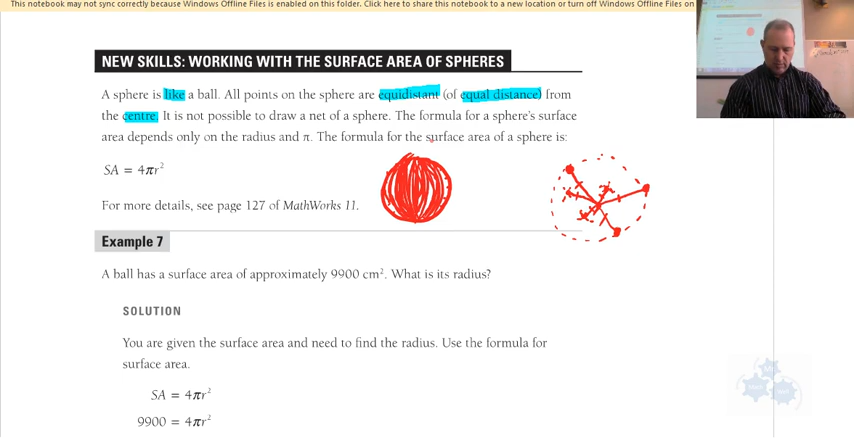 This notebook may not sync correctly because Windows Offline Files is enabled on this folder. Click here to share this notebook to a new location or turn off Windows Offline Files on
NEW SKILLS: WORKING WITH THE SURFACE AREA OF SPHERES
A sphere is like a ball. All points on the sphere are equidistant (of equal distance) from
the centre. It is not possible to draw a net of a sphere. The formula for a sphere's surface
area depends only on the radius and π. The formula for the surface area of a sphere is:
SA = 4πr²
For more details, see page 127 of MathWorks 11.
Example 7
A ball has a surface area of approximately 9900 cm². What is its radius?
SOLUTION
You are given the surface area and need to find the radius. Use the formula for
surface area.
SA = 4πr²
9900 = 4πr²